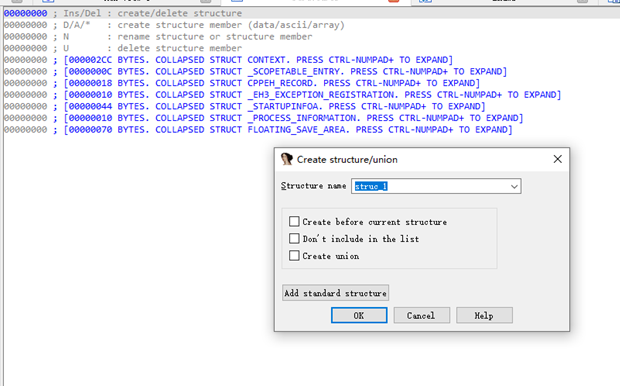 00000000 ; Ins/Del : create/delete structure
00000000 ; D/A/*   : create structure member (data/ascii/array)
00000000 ; N       : rename structure or structure member
00000000 ; U       : delete structure member
00000000 ; [000002CC BYTES. COLLAPSED STRUCT CONTEXT. PRESS CTRL-NUMPAD+ TO EXPAND]
00000000 ; [0000000C BYTES. COLLAPSED STRUCT _SCOPETABLE_ENTRY. PRESS CTRL-NUMPAD+ TO EXPAND]
00000000 ; [00000018 BYTES. COLLAPSED STRUCT CPPEH_RECORD. PRESS CTRL-NUMPAD+ TO EXPAND]
00000000 ; [00000010 BYTES. COLLAPSED STRUCT _EH3_EXCEPTION_REGISTRATION. PRESS CTRL-NUMPAD+ TO EXPAND]
00000000 ; [00000044 BYTES. COLLAPSED STRUCT _STARTUPINFOA. PRESS CTRL-NUMPAD+ TO EXPAND]
00000000 ; [00000010 BYTES. COLLAPSED STRUCT _PROCESS_INFORMATION. PRESS CTRL-NUMPAD+ TO EXPAND]
00000000 ; [00000070 BYTES. COLLAPSED STRUCT FLOATING_SAVE_AREA. PRESS CTRL-NUMPAD+ TO EXPAND]
Create structure/union
Structure name struc_1
Create before current structure
Don't include in the list
Create union
Add standard structure
OK Cancel Help